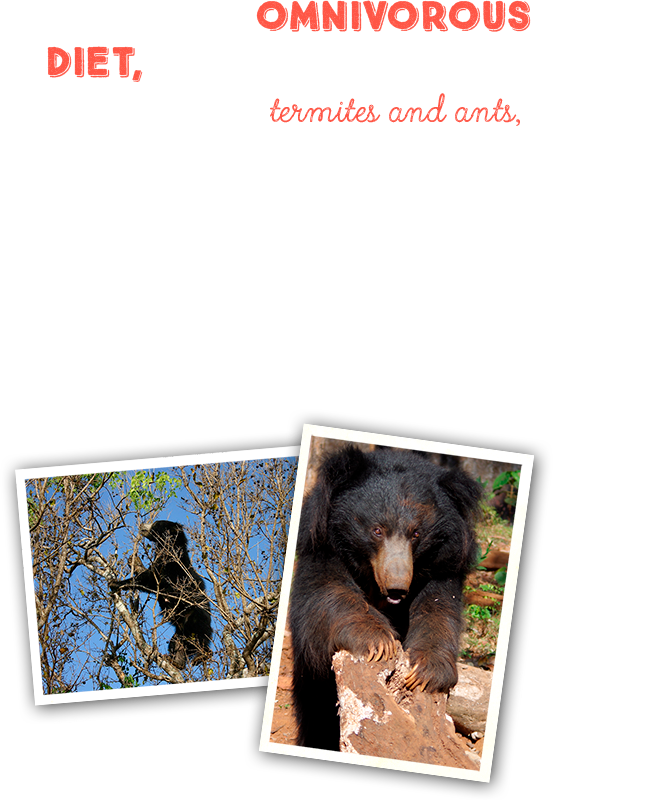 OMNIVOROUS
DIET,
termites and ants,